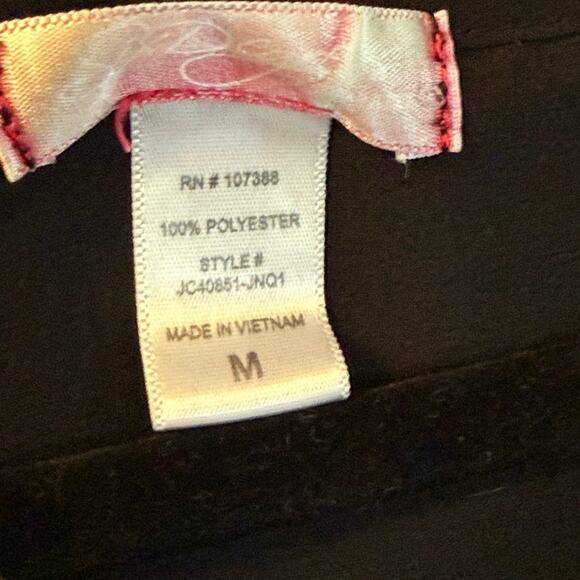 RN # 107388
100% POLYESTER
STYLE #
JC40851-JNQ1
MADE IN VIETNAM
M